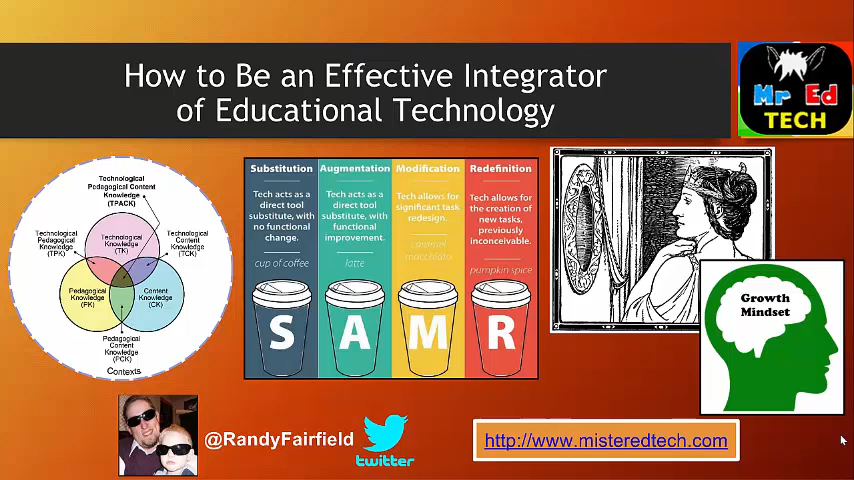 How to Be an Effective Integrator
of Educational Technology
Mr Ed
TECH
Technological
Pedagogical Content
Knowledge
(TPACK)
Technological
Pedagogical
Knowledge
(TPK)
Technological
Knowledge
(TK)
Technological
Content
Knowledge
(TCK)
Pedagogical
Knowledge
(PK)
Content
Knowledge
(CK)
Pedagogical
Content
Knowledge
(PCK)
Contexts
Substitution
Tech acts as a
direct tool
substitute, with
no functional
change.
cup of coffee
S
Augmentation
Tech acts as a
direct tool
substitute, with
functional
improvement.
latte
A
Modification
Tech allows for
significant task
redesign.
caramel
macchiato
M
Redefinition
Tech allows for
the creation of
new tasks,
previously
inconceivable.
pumpkin spice
R
Growth
Mindset
@RandyFairfield
twitter
http://www.misteredtech.com